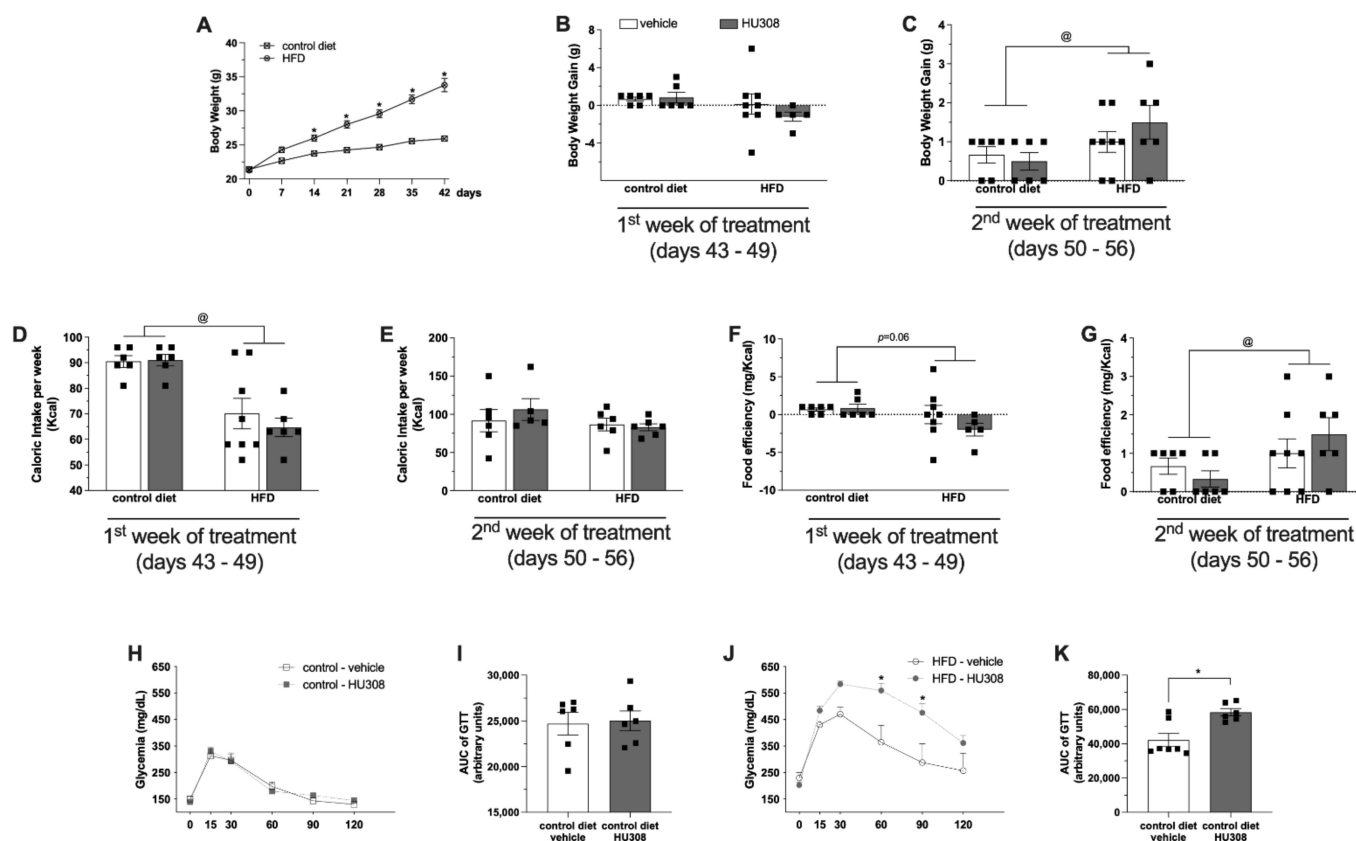 A
control diet
HFD
Body Weight (g)
40
35
30
25
20
* * * * *
0 7 14 21 28 35 42 days
B
vehicle HU308
Body Weight Gain (g)
8
4
0
-4
control diet HFD
1st week of treatment
(days 43 - 49)
C
@
Body Weight Gain (g)
4
3
2
1
0
control diet HFD
2nd week of treatment
(days 50 - 56)
D
@
Caloric Intake per week
(Kcal)
100
90
80
70
60
50
40
control diet HFD
1st week of treatment
(days 43 - 49)
E
Caloric Intake per week
(Kcal)
200
150
100
50
0
control diet HFD
2nd week of treatment
(days 50 - 56)
F
p=0.06
Food efficiency (mg/Kcal)
10
5
0
-5
-10
control diet HFD
1st week of treatment
(days 43 - 49)
G
@
Food efficiency (mg/Kcal)
4
3
2
1
0
control diet HFD
2nd week of treatment
(days 50 - 56)
H
control - vehicle
control - HU308
Glycemia (mg/dL)
650
550
450
350
250
150
0 15 30 60 90 120
I
AUC of GTT
(arbitrary units)
30,000
25,000
20,000
15,000
control diet control diet
vehicle HU308
J
HFD - vehicle
HFD - HU308
Glycemia (mg/dL)
650
550
450
350
250
150
* *
0 15 30 60 90 120
K
*
AUC of GTT
(arbitrary units)
80,000
60,000
40,000
20,000
0
control diet control diet
vehicle HU308